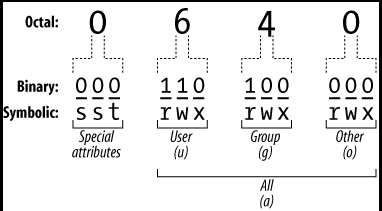 Octal: 0 6 4 0
Binary: 000 110 100 000
Symbolic: sst rwx rwx rwx
Special attributes User (u) Group (g) Other (o)
All
(a)